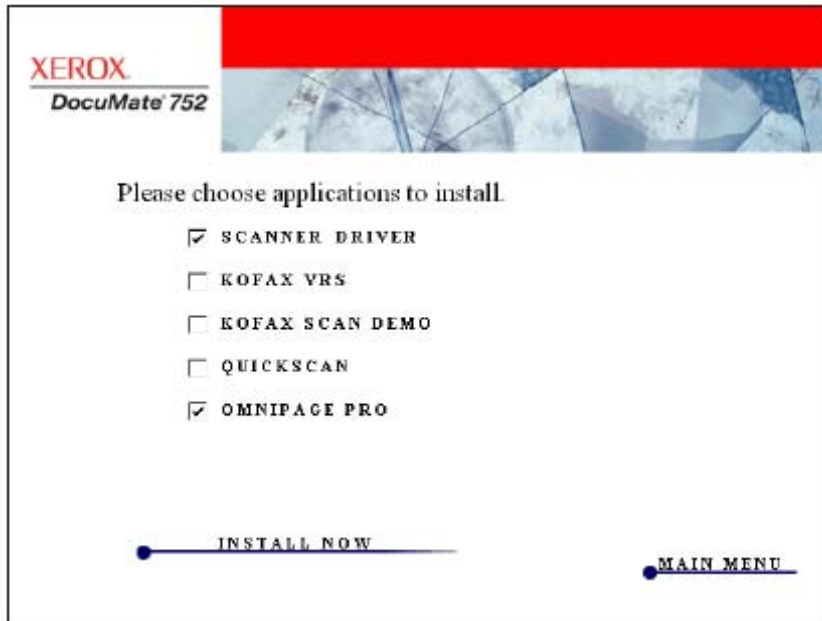 XEROX.
DocuMate® 752
Please choose applications to install.
SCANNER DRIVER
KOFAX VRS
KOFAX SCAN DEMO
QUICKSCAN
OMNIPAGE PRO
INSTALL NOW
MAIN MENU